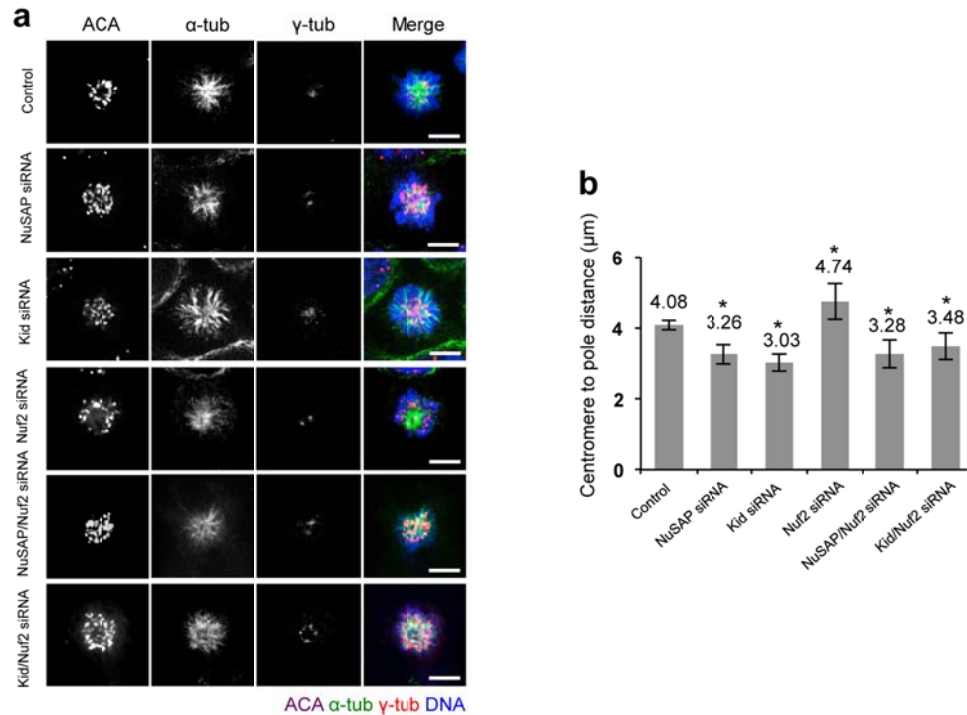 a
ACA α-tub γ-tub Merge
Control
NuSAP siRNA
Kid siRNA
Nuf2 siRNA
NuSAP/Nuf2 siRNA
Kid/Nuf2 siRNA
ACA α-tub γ-tub DNA
b
Centromere to pole distance (µm)
6
4
2
0
4.08
*
3.26
*
3.03
*
4.74
*
3.28
*
3.48
Control
NuSAP siRNA
Kid siRNA
Nuf2 siRNA
NuSAP/Nuf2 siRNA
Kid/Nuf2 siRNA